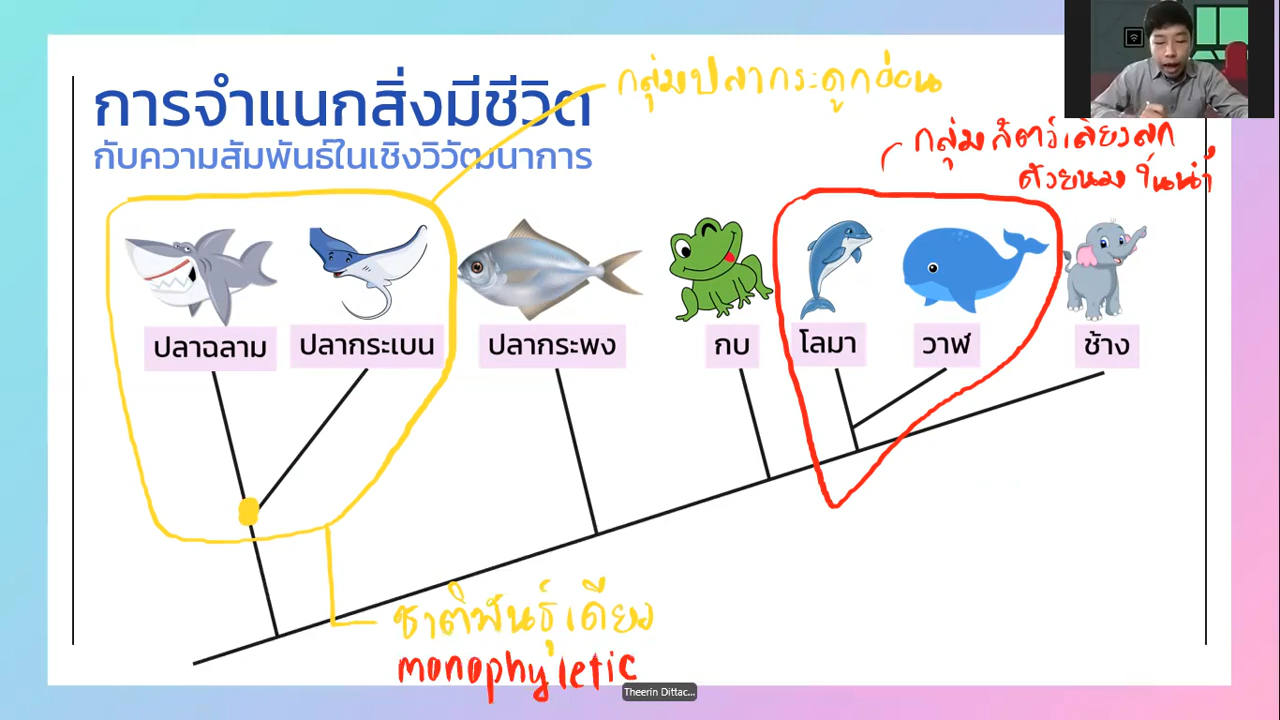 การจำแนกสิ่งมีชีวิต
กับความสัมพันธ์ในเชิงวิวัฒนาการ
กลุ่มปลากระดูกอ่อน
กลุ่มสัตว์เลี้ยงลูก
ด้วยนม ในน้ำ
ปลาฉลาม
ปลากระเบน
ปลากระพง
กบ
โลมา
วาฬ
ช้าง
ชาติพันธุ์เดียว
monophyletic
Theerin Dittac...